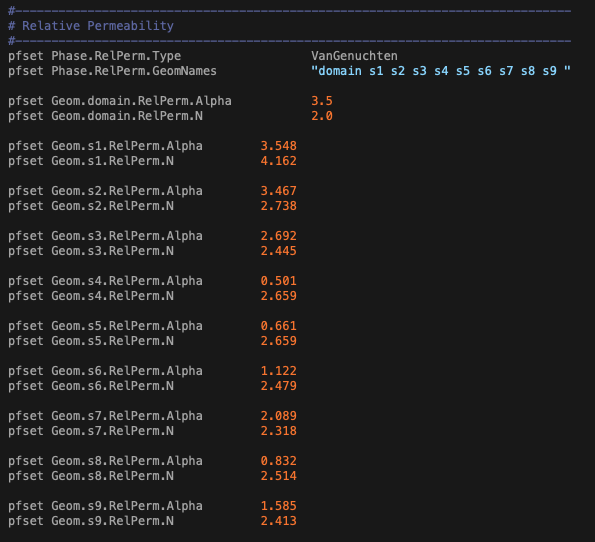 #-----------------------------------------------------------------------------
# Relative Permeability
#-----------------------------------------------------------------------------
pfset Phase.RelPerm.Type VanGenuchten
pfset Phase.RelPerm.GeomNames "domain s1 s2 s3 s4 s5 s6 s7 s8 s9 "
pfset Geom.domain.RelPerm.Alpha 3.5
pfset Geom.domain.RelPerm.N 2.0
pfset Geom.s1.RelPerm.Alpha 3.548
pfset Geom.s1.RelPerm.N 4.162
pfset Geom.s2.RelPerm.Alpha 3.467
pfset Geom.s2.RelPerm.N 2.738
pfset Geom.s3.RelPerm.Alpha 2.692
pfset Geom.s3.RelPerm.N 2.445
pfset Geom.s4.RelPerm.Alpha 0.501
pfset Geom.s4.RelPerm.N 2.659
pfset Geom.s5.RelPerm.Alpha 0.661
pfset Geom.s5.RelPerm.N 2.659
pfset Geom.s6.RelPerm.Alpha 1.122
pfset Geom.s6.RelPerm.N 2.479
pfset Geom.s7.RelPerm.Alpha 2.089
pfset Geom.s7.RelPerm.N 2.318
pfset Geom.s8.RelPerm.Alpha 0.832
pfset Geom.s8.RelPerm.N 2.514
pfset Geom.s9.RelPerm.Alpha 1.585
pfset Geom.s9.RelPerm.N 2.413